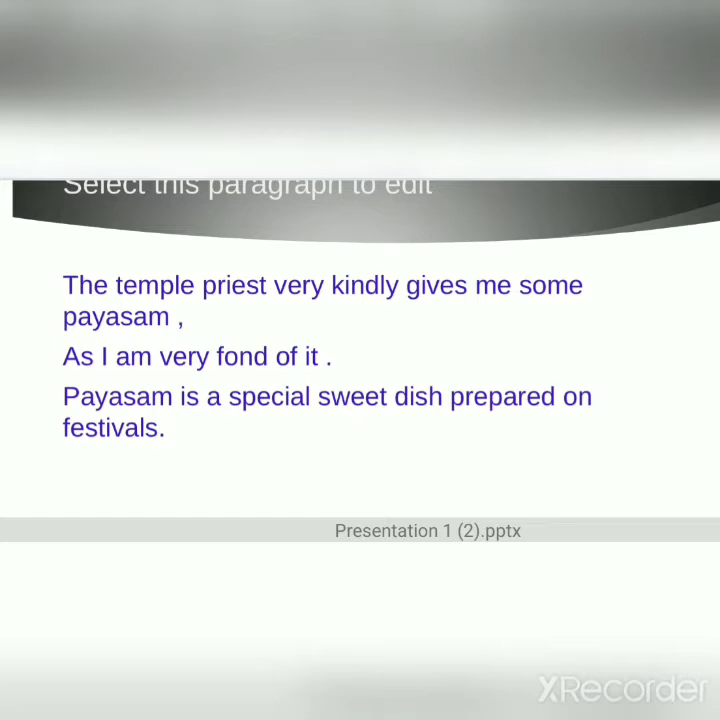 Select this paragraph to edit
The temple priest very kindly gives me some
payasam ,
As I am very fond of it .
Payasam is a special sweet dish prepared on
festivals.
Presentation 1 (2).pptx
XRecorder